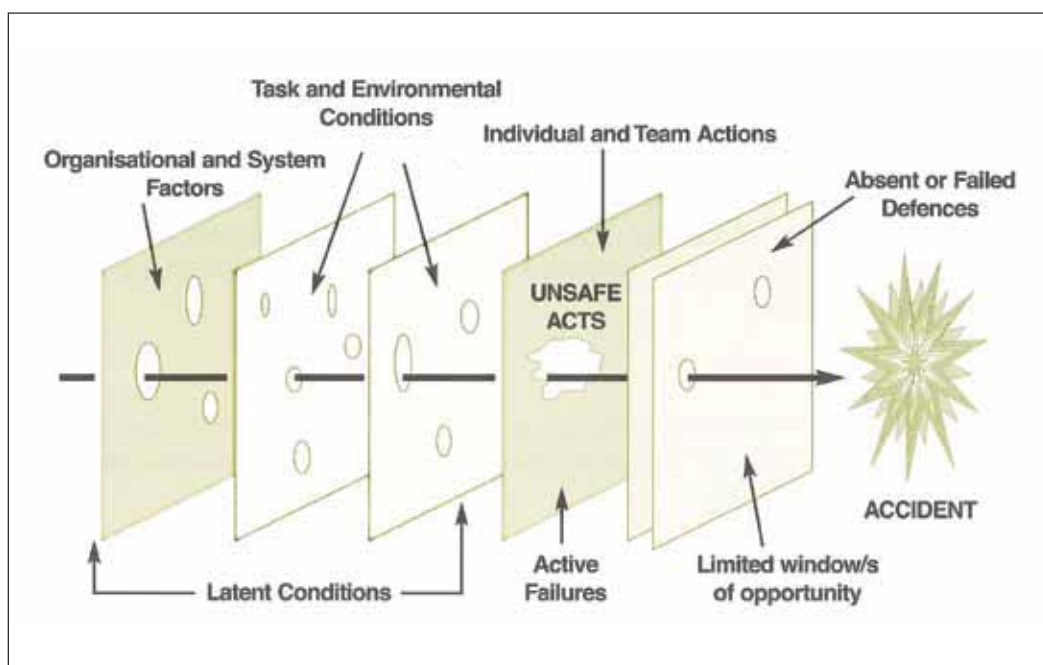 Task and Environmental
Conditions
Individual and Team Actions
Organisational and System
Factors
Absent or Failed
Defences
UNSAFE
ACTS
ACCIDENT
Latent Conditions
Active
Failures
Limited window/s
of opportunity